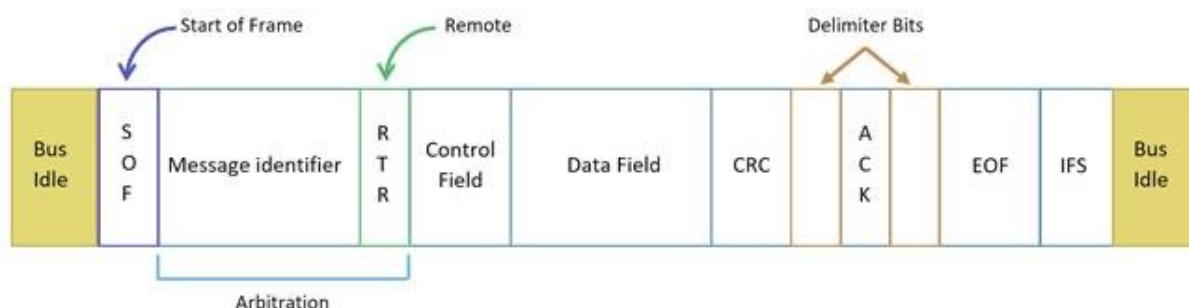 Start of Frame
Remote
Delimiter Bits
Bus
Idle
S
O
F
Message identifier
R
T
R
Control
Field
Data Field
CRC
A
C
K
EOF
IFS
Bus
Idle
Arbitration